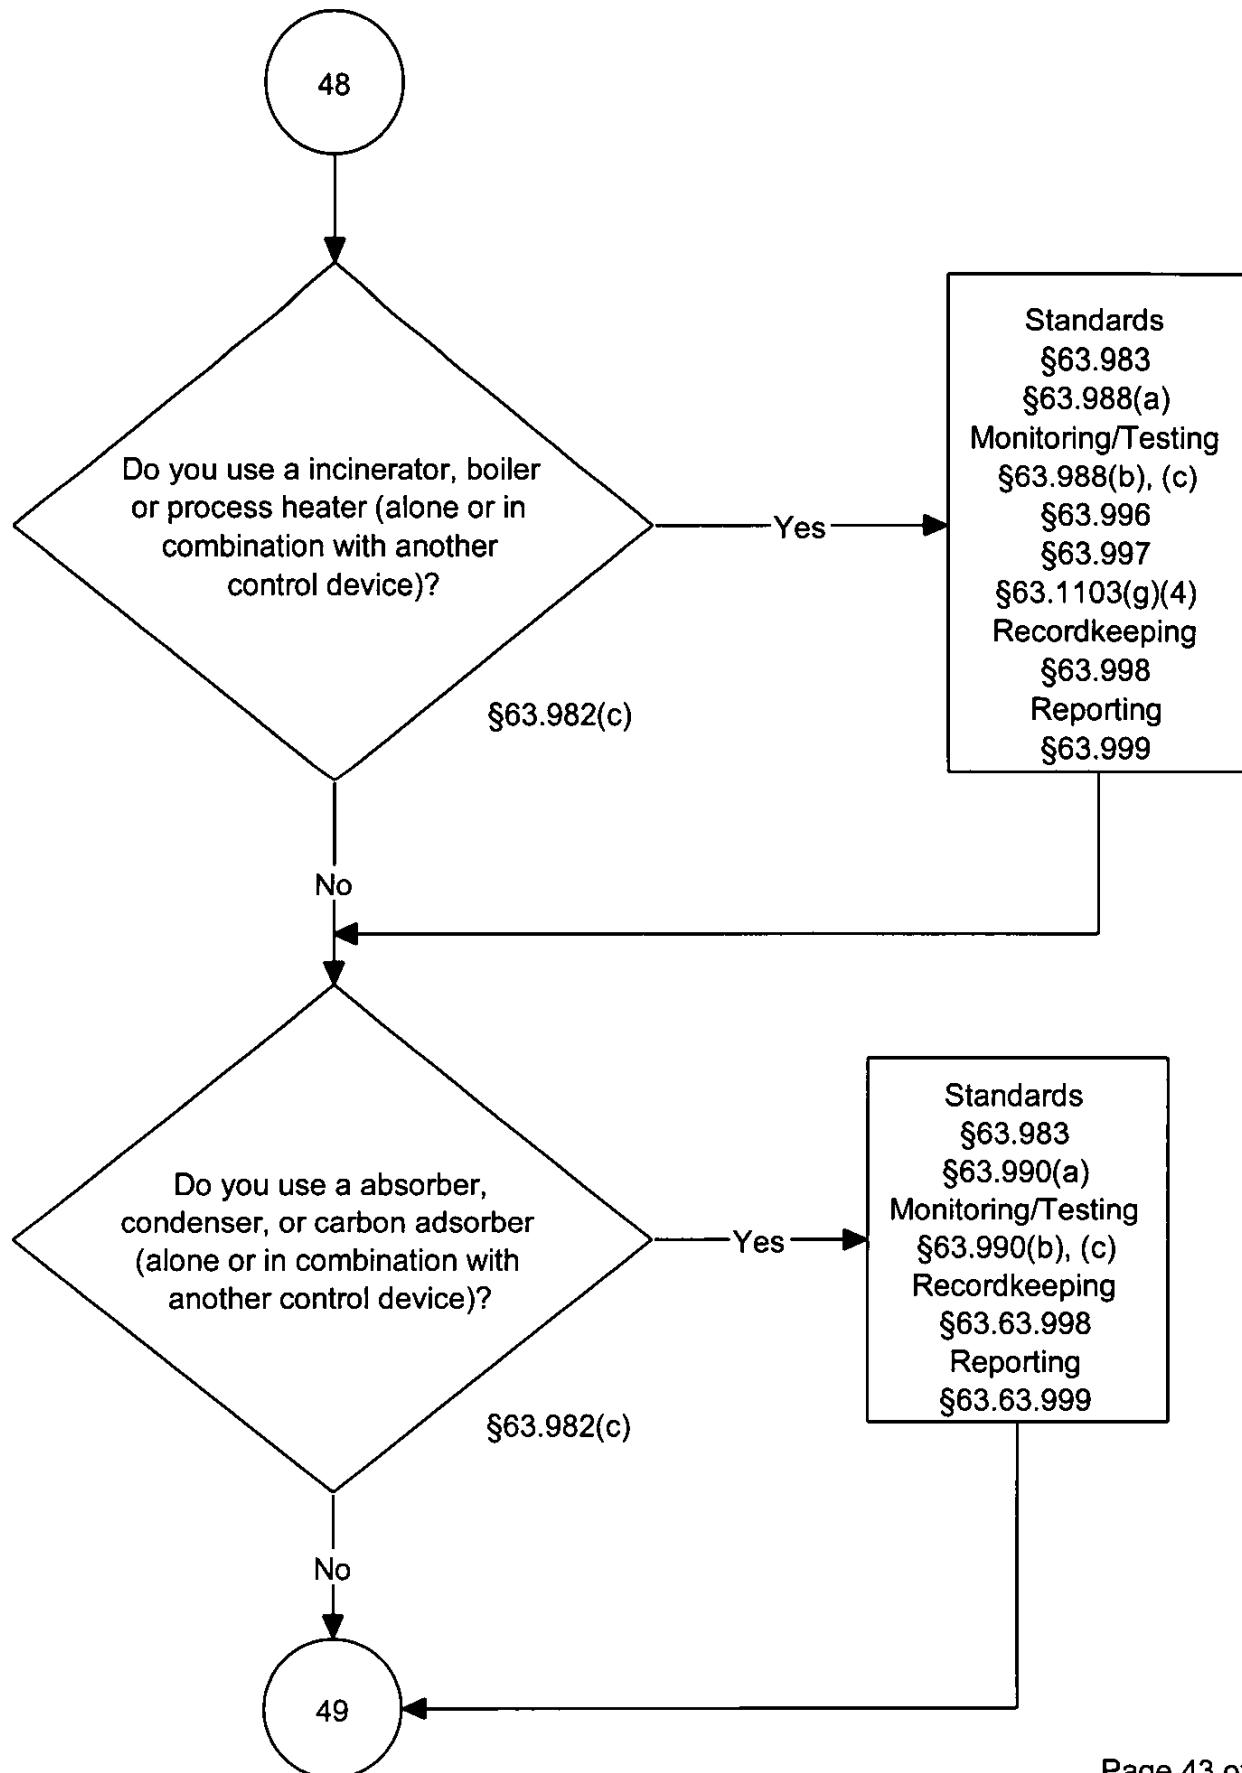 48
Do you use a incinerator, boiler
or process heater (alone or in
combination with another
control device)?
§63.982(c)
Yes
Standards
§63.983
§63.988(a)
Monitoring/Testing
§63.988(b), (c)
§63.996
§63.997
§63.1103(g)(4)
Recordkeeping
§63.998
Reporting
§63.999
No
Do you use a absorber,
condenser, or carbon adsorber
(alone or in combination with
another control device)?
§63.982(c)
Yes
Standards
§63.983
§63.990(a)
Monitoring/Testing
§63.990(b), (c)
Recordkeeping
§63.63.998
Reporting
§63.63.999
No
49
Page 43 of